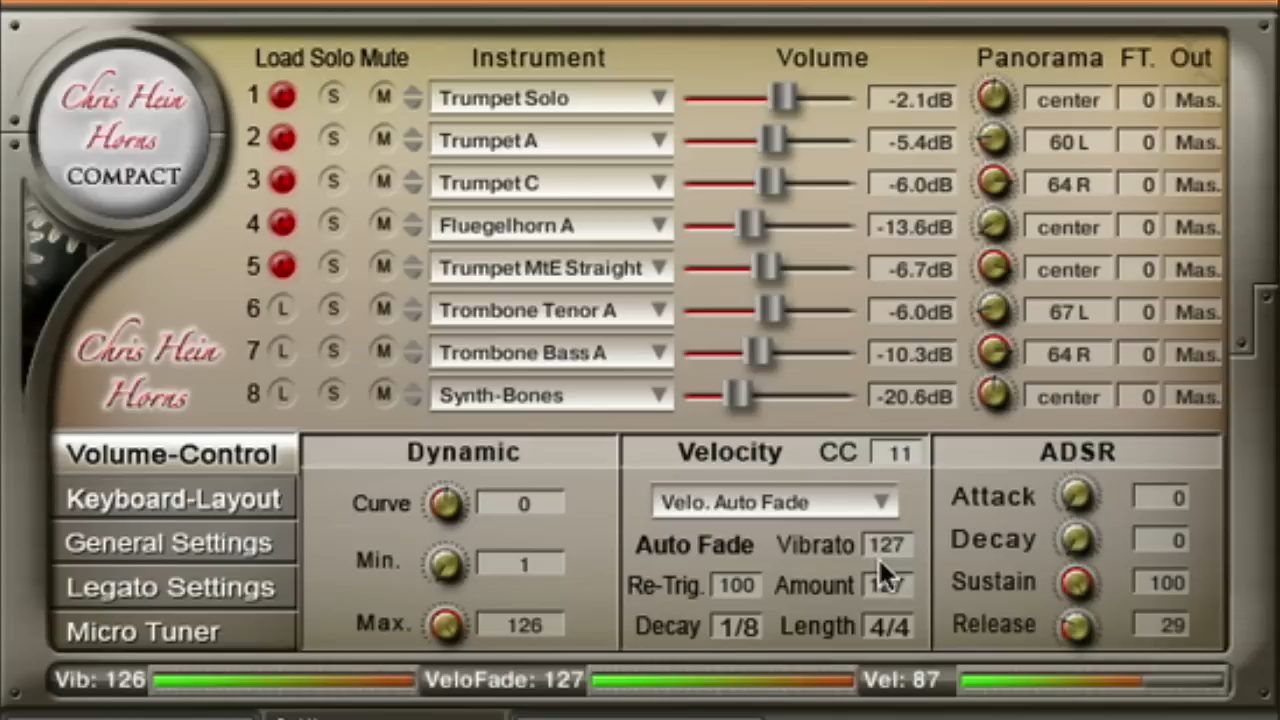 Load Solo Mute Instrument Volume Panorama FT. Out
Chris Hein
Horns
COMPACT
1 S M Trumpet Solo -2.1dB center 0 Mas.
2 S M Trumpet A -5.4dB 60 L 0 Mas.
3 S M Trumpet C -6.0dB 64 R 0 Mas.
4 S M Fluegelhorn A -13.6dB center 0 Mas.
5 S M Trumpet MtE Straight -6.7dB center 0 Mas.
6 L S M Trombone Tenor A -6.0dB 67 L 0 Mas.
7 L S M Trombone Bass A -10.3dB 64 R 0 Mas.
8 L S M Synth-Bones -20.6dB center 0 Mas.
Chris Hein
Horns
Volume-Control
Keyboard-Layout
General Settings
Legato Settings
Micro Tuner
Dynamic
Curve 0
Min. 1
Max. 126
Velocity CC 11
Velo. Auto Fade
Auto Fade Vibrato 127
Re-Trig. 100 Amount
Decay 1/8 Length 4/4
ADSR
Attack 0
Decay 0
Sustain 100
Release 29
Vib: 126 VeloFade: 127 Vel: 87